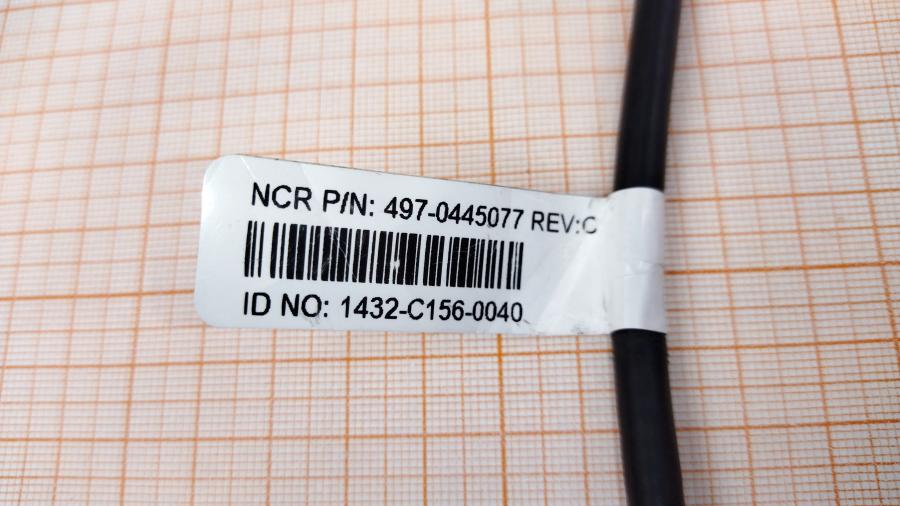 NCR P/N: 497-0445077 REV:C
ID NO: 1432-C156-0040